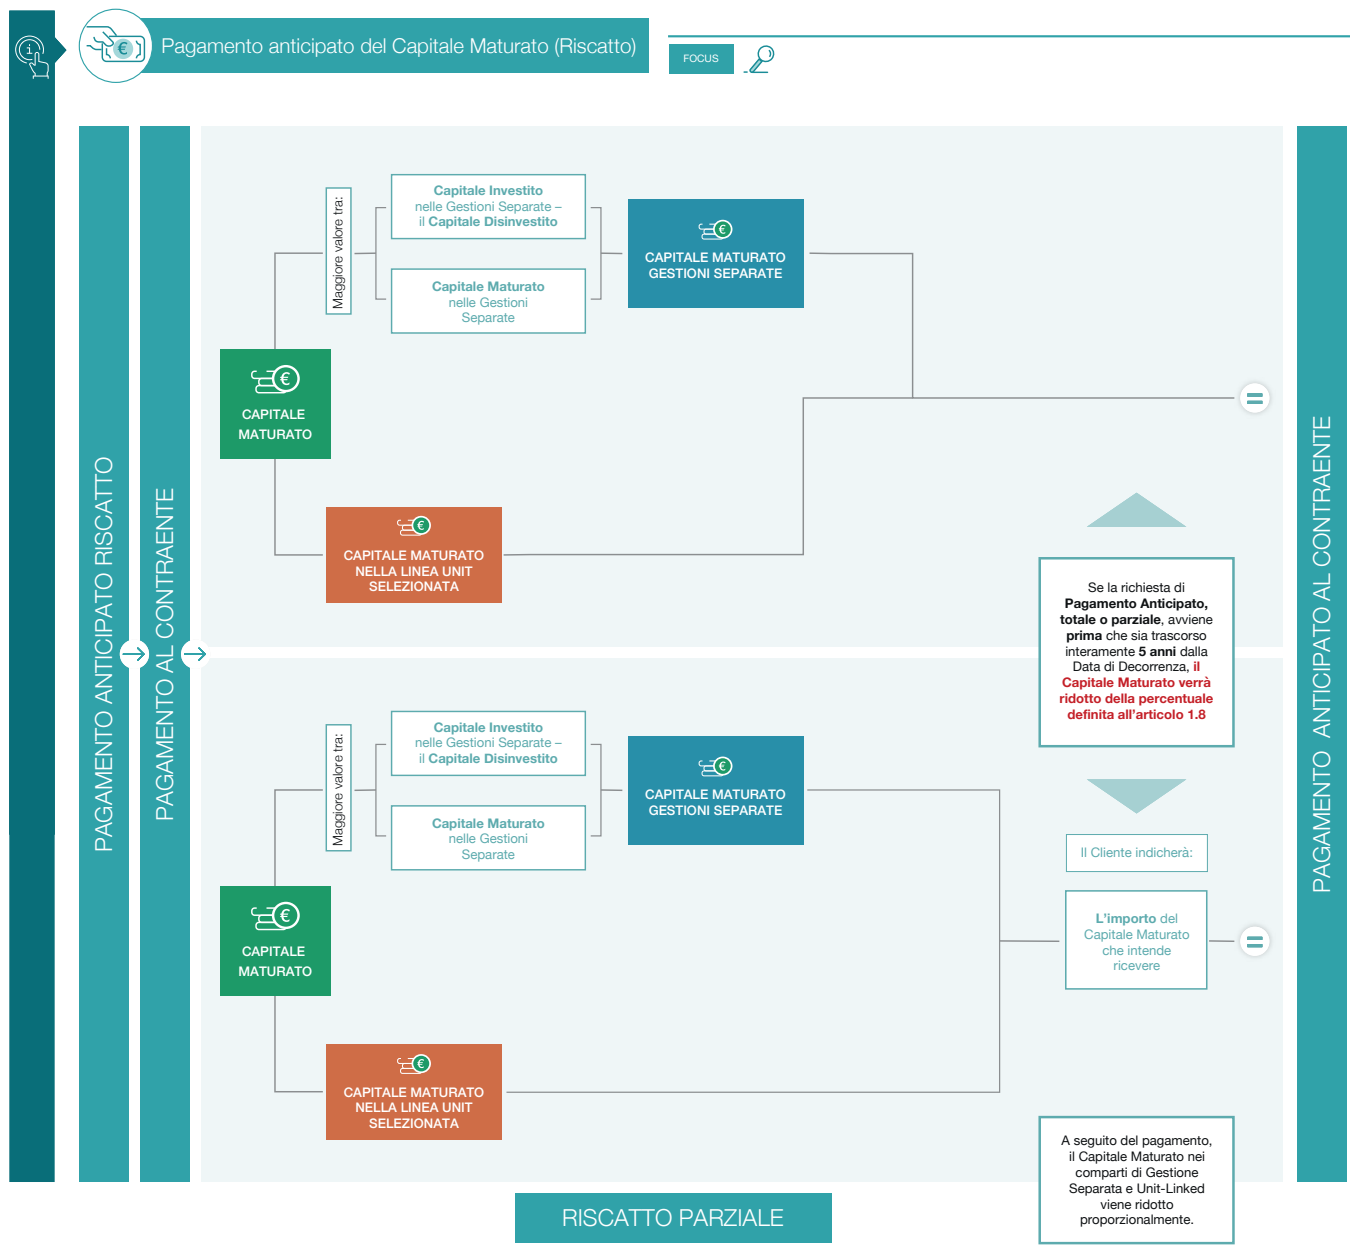 Pagamento anticipato del Capitale Maturato (Riscatto)
FOCUS
PAGAMENTO ANTICIPATO RISCATTO
PAGAMENTO AL CONTRAENTE
Maggiore valore tra:
Capitale Investito
nelle Gestioni Separate –
il Capitale Disinvestito
Capitale Maturato
nelle Gestioni
Separate
€
CAPITALE MATURATO
GESTIONI SEPARATE
€
CAPITALE
MATURATO
€
CAPITALE MATURATO
NELLA LINEA UNIT
SELEZIONATA
=
Se la richiesta di
Pagamento Anticipato,
totale o parziale, avviene
prima che sia trascorso
interamente 5 anni dalla
Data di Decorrenza, il
Capitale Maturato verrà
ridotto della percentuale
definita all’articolo 1.8
Maggiore valore tra:
Capitale Investito
nelle Gestioni Separate –
il Capitale Disinvestito
Capitale Maturato
nelle Gestioni
Separate
€
CAPITALE MATURATO
GESTIONI SEPARATE
€
CAPITALE
MATURATO
€
CAPITALE MATURATO
NELLA LINEA UNIT
SELEZIONATA
Il Cliente indicherà:
L’importo del
Capitale Maturato
che intende
ricevere
=
A seguito del pagamento,
il Capitale Maturato nei
comparti di Gestione
Separata e Unit-Linked
viene ridotto
proporzionalmente.
PAGAMENTO ANTICIPATO AL CONTRAENTE
RISCATTO PARZIALE